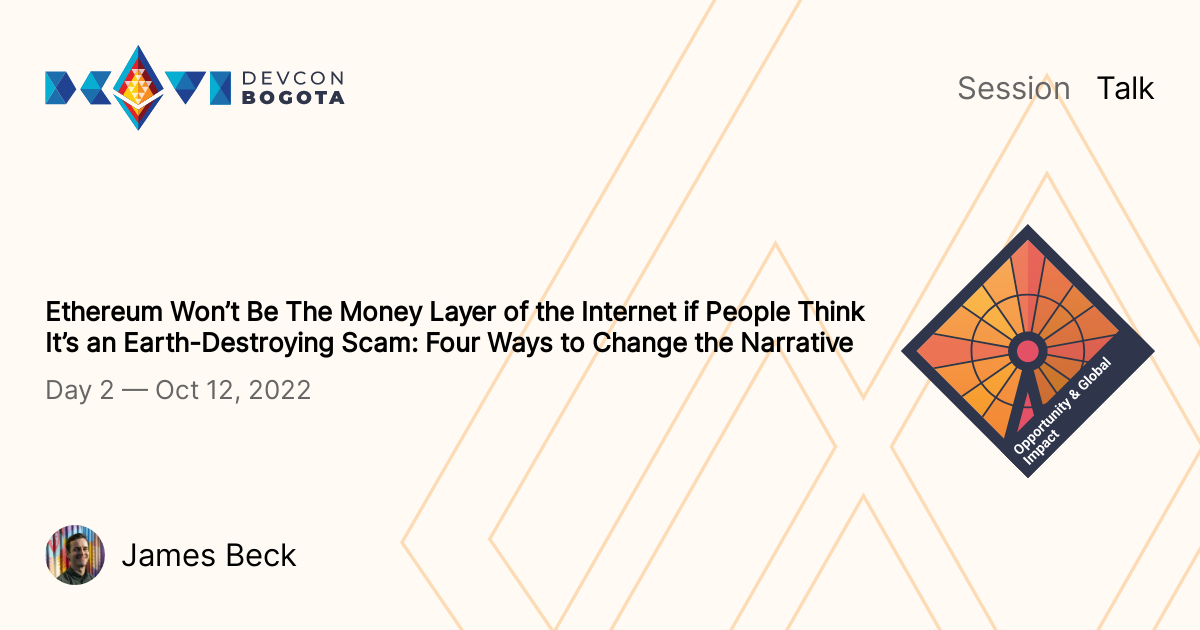 DEVCON
BOGOTA
Session Talk
Ethereum Won’t Be The Money Layer of the Internet if People Think
It’s an Earth-Destroying Scam: Four Ways to Change the Narrative
Day 2 — Oct 12, 2022
Opportunity & Global
Impact
James Beck